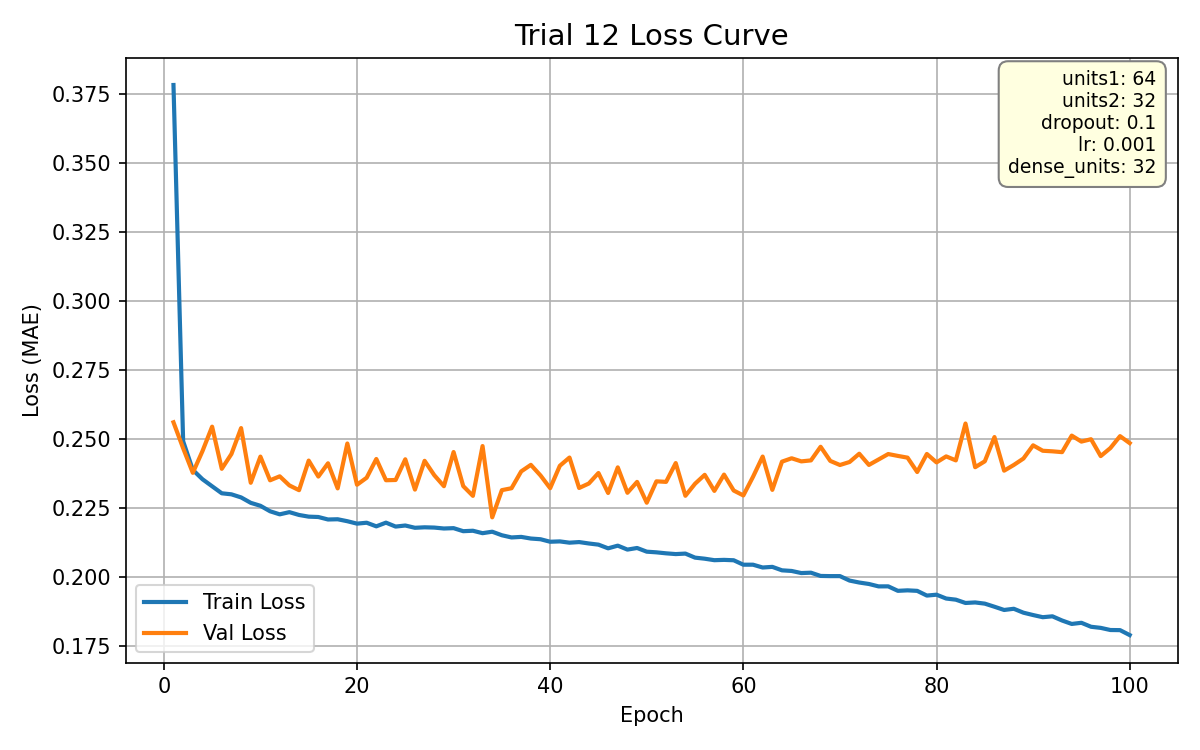 Trial 12 Loss Curve
units1: 64
units2: 32
dropout: 0.1
lr: 0.001
dense_units: 32
Loss (MAE)
0.375
0.350
0.325
0.300
0.275
0.250
0.225
0.200
0.175
Train Loss
Val Loss
0 20 40 60 80 100
Epoch